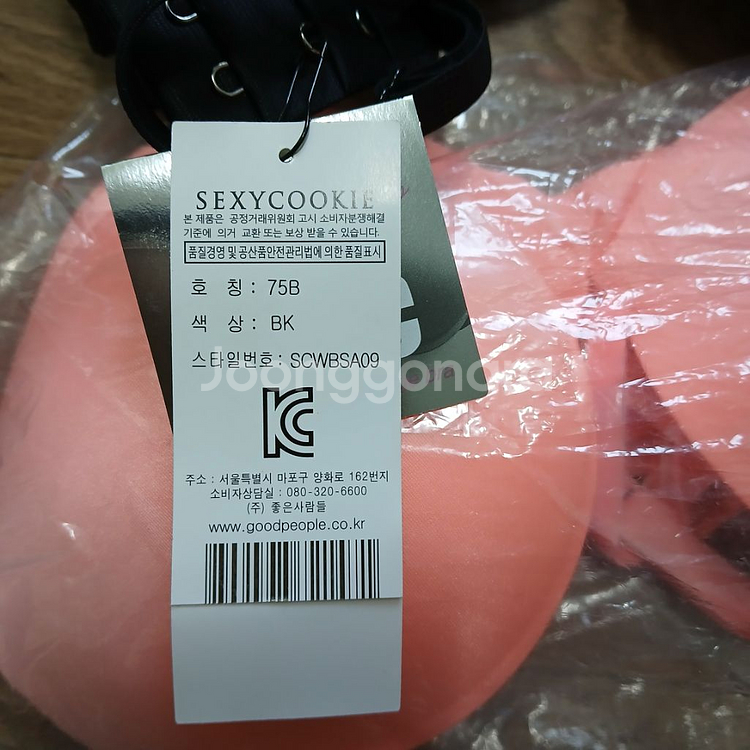 SEXYCOOKIE
본 제품은 공정거래위원회 고시 소비자분쟁해결
기준에 의거 교환 또는 보상 받을 수 있습니다.
품질경영 및 공산품안전관리법에 의한 품질표시
호 칭 : 75B
색 상 : BK
스타일번호 : SCWBSA09
주소 : 서울특별시 마포구 양화로 162번지
소비자상담실 : 080-320-6600
(주) 좋은사람들
www.goodpeople.co.kr